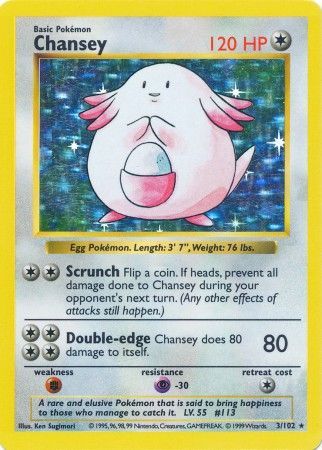 Basic Pokémon
Chansey 120 HP
Egg Pokémon. Length: 3' 7", Weight: 76 lbs.
Scrunch Flip a coin. If heads, prevent all
damage done to Chansey during your
opponent's next turn. (Any other effects of
attacks still happen.)
Double-edge Chansey does 80
damage to itself. 80
weakness resistance retreat cost
-30
A rare and elusive Pokémon that is said to bring happiness
to those who manage to catch it. LV. 55 #113
Illus. Ken Sugimori © 1995, 96, 98, 99 Nintendo, Creatures, GAMEFREAK. © 1999 Wizards. 3/102 ★